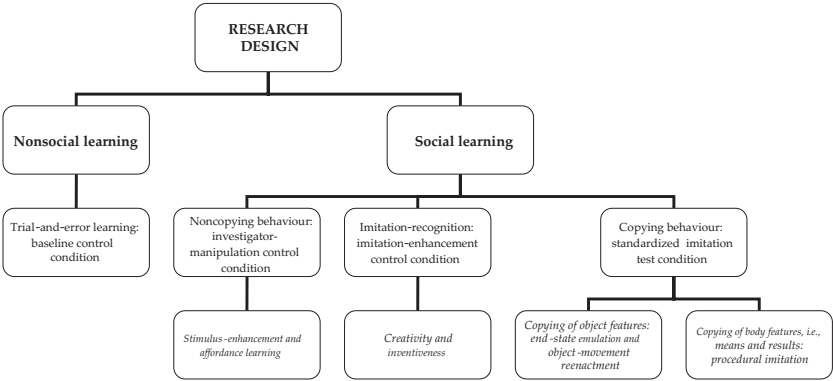 RESEARCH
DESIGN
Nonsocial learning
Social learning
Trial-and-error learning:
baseline control
condition
Noncopying behaviour:
investigator-
manipulation control
condition
Imitation-recognition:
imitation-enhancement
control condition
Copying behaviour:
standardized imitation
test condition
Stimulus-enhancement and
affordance learning
Creativity and
inventiveness
Copying of object features:
end-state emulation and
object-movement
reenactment
Copying of body features, i.e.,
means and results:
procedural imitation